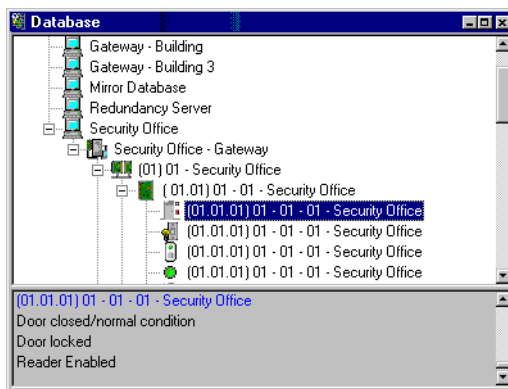 Database
Gateway - Building
Gateway - Building 3
Mirror Database
Redundancy Server
Security Office
Security Office - Gateway
(01) 01 - Security Office
( 01.01) 01 - 01 - Security Office
(01.01.01) 01 - 01 - 01 - Security Office
(01.01.01) 01 - 01 - 01 - Security Office
(01.01.01) 01 - 01 - 01 - Security Office
(01.01.01) 01 - 01 - 01 - Security Office
(01.01.01) 01 - 01 - 01 - Security Office
Door closed/normal condition
Door locked
Reader Enabled